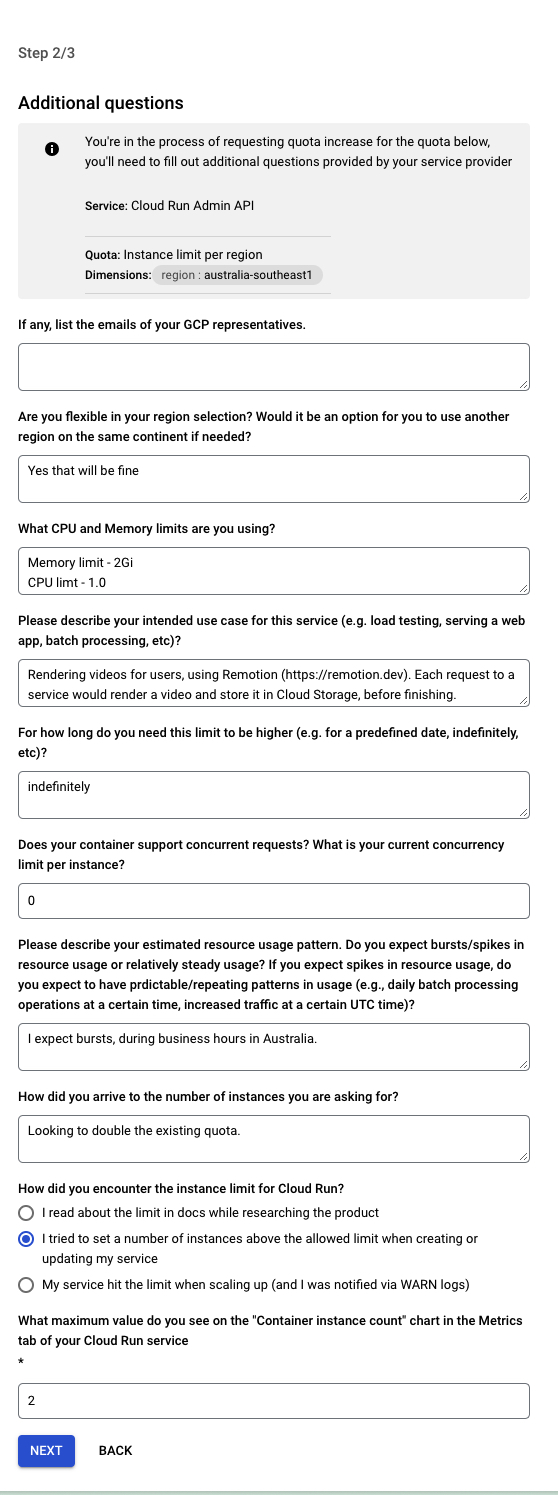 Step 2/3
Additional questions
You're in the process of requesting quota increase for the quota below,
you'll need to fill out additional questions provided by your service provider
Service: Cloud Run Admin API
Quota: Instance limit per region
Dimensions: region : australia-southeast1
If any, list the emails of your GCP representatives.
Are you flexible in your region selection? Would it be an option for you to use another
region on the same continent if needed?
Yes that will be fine
What CPU and Memory limits are you using?
Memory limit - 2Gi
CPU limt - 1.0
Please describe your intended use case for this service (e.g. load testing, serving a web
app, batch processing, etc)?
Rendering videos for users, using Remotion (https://remotion.dev). Each request to a
service would render a video and store it in Cloud Storage, before finishing.
For how long do you need this limit to be higher (e.g. for a predefined date, indefinitely,
etc)?
indefinitely
Does your container support concurrent requests? What is your current concurrency
limit per instance?
0
Please describe your estimated resource usage pattern. Do you expect bursts/spikes in
resource usage or relatively steady usage? If you expect spikes in resource usage, do
you expect to have prdictable/repeating patterns in usage (e.g., daily batch processing
operations at a certain time, increased traffic at a certain UTC time)?
I expect bursts, during business hours in Australia.
How did you arrive to the number of instances you are asking for?
Looking to double the existing quota.
How did you encounter the instance limit for Cloud Run?
I read about the limit in docs while researching the product
I tried to set a number of instances above the allowed limit when creating or
updating my service
My service hit the limit when scaling up (and I was notified via WARN logs)
What maximum value do you see on the "Container instance count" chart in the Metrics
tab of your Cloud Run service
*
2
NEXT BACK